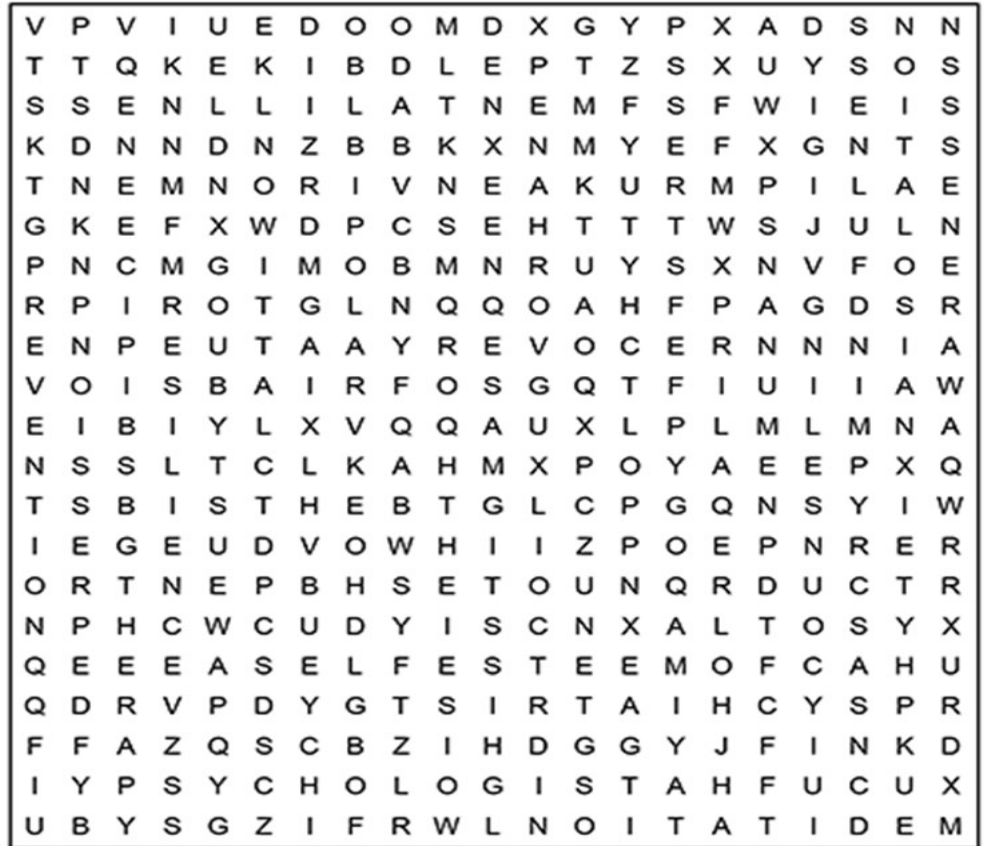 V P V I U E D O O M D X G Y P X A D S N N
T T Q K E K I B D L E P T Z S X U Y S O S
S S E N L L I L A T N E M F S F W I E I S
K D N N D N Z B B K X N M Y E F X G N T S
T N E M N O R I V N E A K U R M P I L A E
G K E F X W D P C S E H T T T W S J U L N
P N C M G I M O B M N R U Y S X N V F O E
R P I R O T G L N Q Q O A H F P A G D S R
E N P E U T A A Y R E V O C E R N N N I A
V O I S B A I R F O S G Q T F I U I I A W
E I B I Y L X V Q Q A U X L P L M L M N A
N S S L T C L K A H M X P O Y A E E P X Q
T S B I S T H E B T G L C P G Q N S Y I W
I E G E U D V O W H I I Z P O E P N R E R
O R T N E P B H S E T O U N Q R D U C T R
N P H C W C U D Y I S C N X A L T O S Y X
Q E E E A S E L F E S T E E M O F C A H U
Q D R V P D Y G T S I R T A I H C Y S P R
F F A Z Q S C B Z I H D G G Y J F I N K D
I Y P S Y C H O L O G I S T A H F U C U X
U B Y S G Z I F R W L N O I T A T I D E M